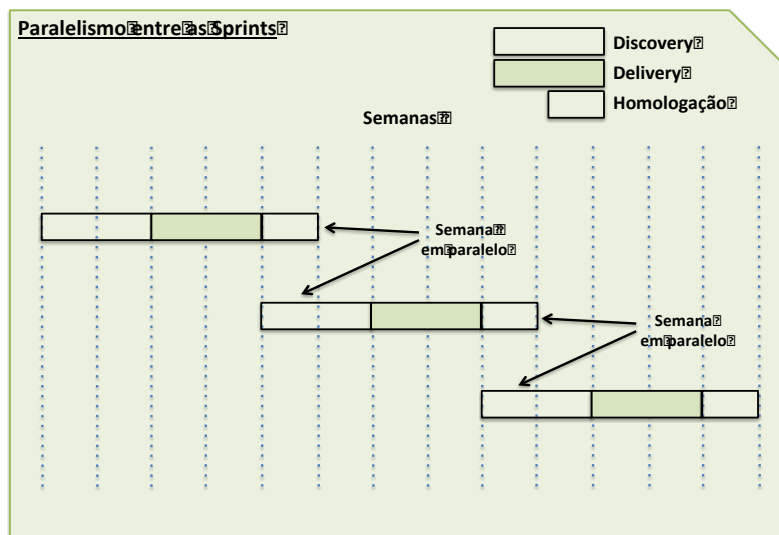 Paralelismo entre as Sprints
Discovery
Delivery
Homologação
Semanas
Semana
em paralelo
Semana
em paralelo